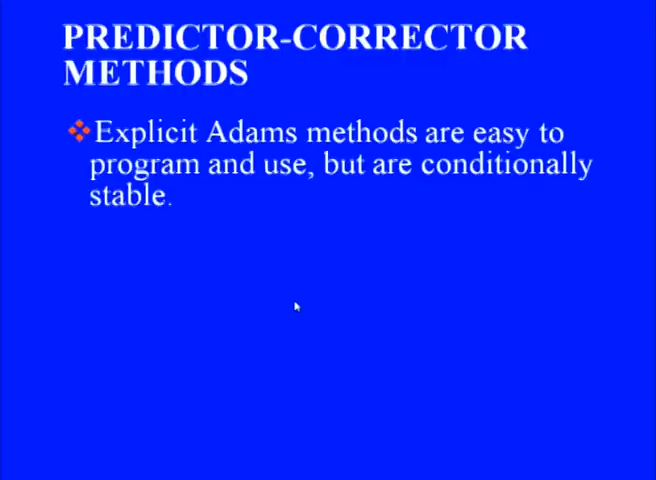 PREDICTOR-CORRECTOR
METHODS
Explicit Adams methods are easy to
program and use, but are conditionally
stable.